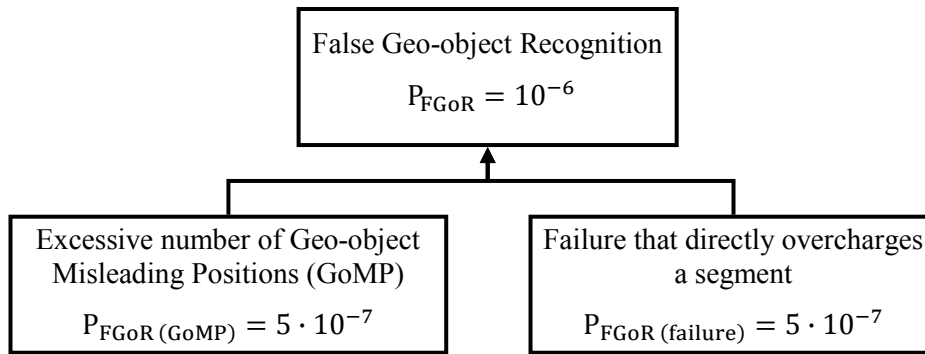 False Geo-object Recognition
P_FGoR = 10⁻⁶
Excessive number of Geo-object
Misleading Positions (GoMP)
P_FGoR (GoMP) = 5 · 10⁻⁷
Failure that directly overcharges
a segment
P_FGoR (failure) = 5 · 10⁻⁷